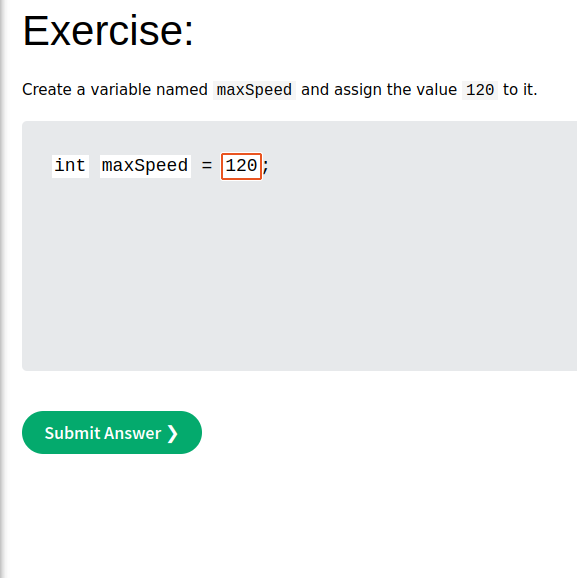 Exercise:
Create a variable named maxSpeed and assign the value 120 to it.
int maxSpeed = 120;
Submit Answer ❯